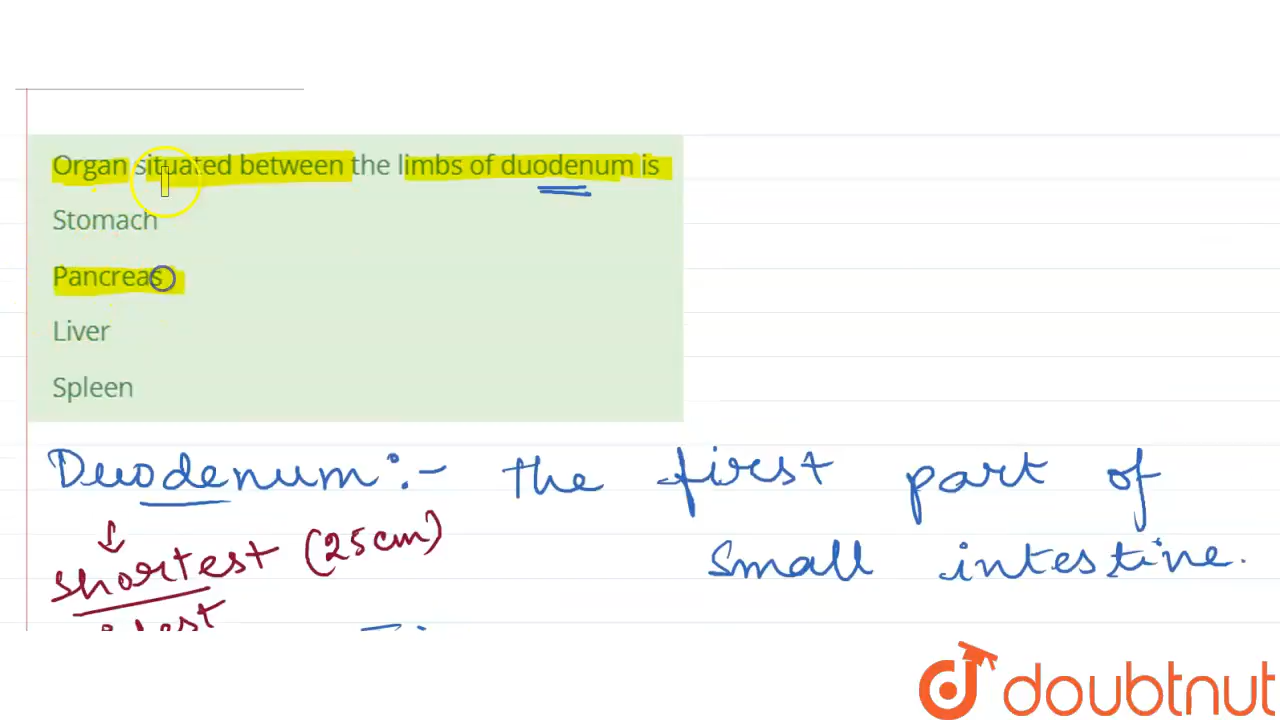 Organ situated between the limbs of duodenum is
Stomach
Pancreas
Liver
Spleen
Duodenum :- the first part of
small intestine.
shortest (25cm)
doubtnut